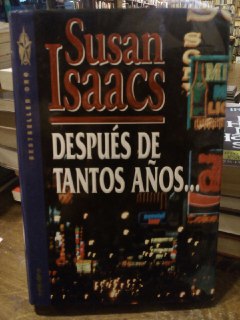 Susan
Isaacs
DESPUÉS DE
TANTOS AÑOS...
BESTSELLER ORO